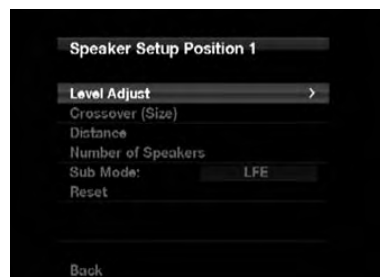 Speaker Setup Position 1
Level Adjust >
Crossover (Size)
Distance
Number of Speakers
Sub Mode: LFE
Reset
Back